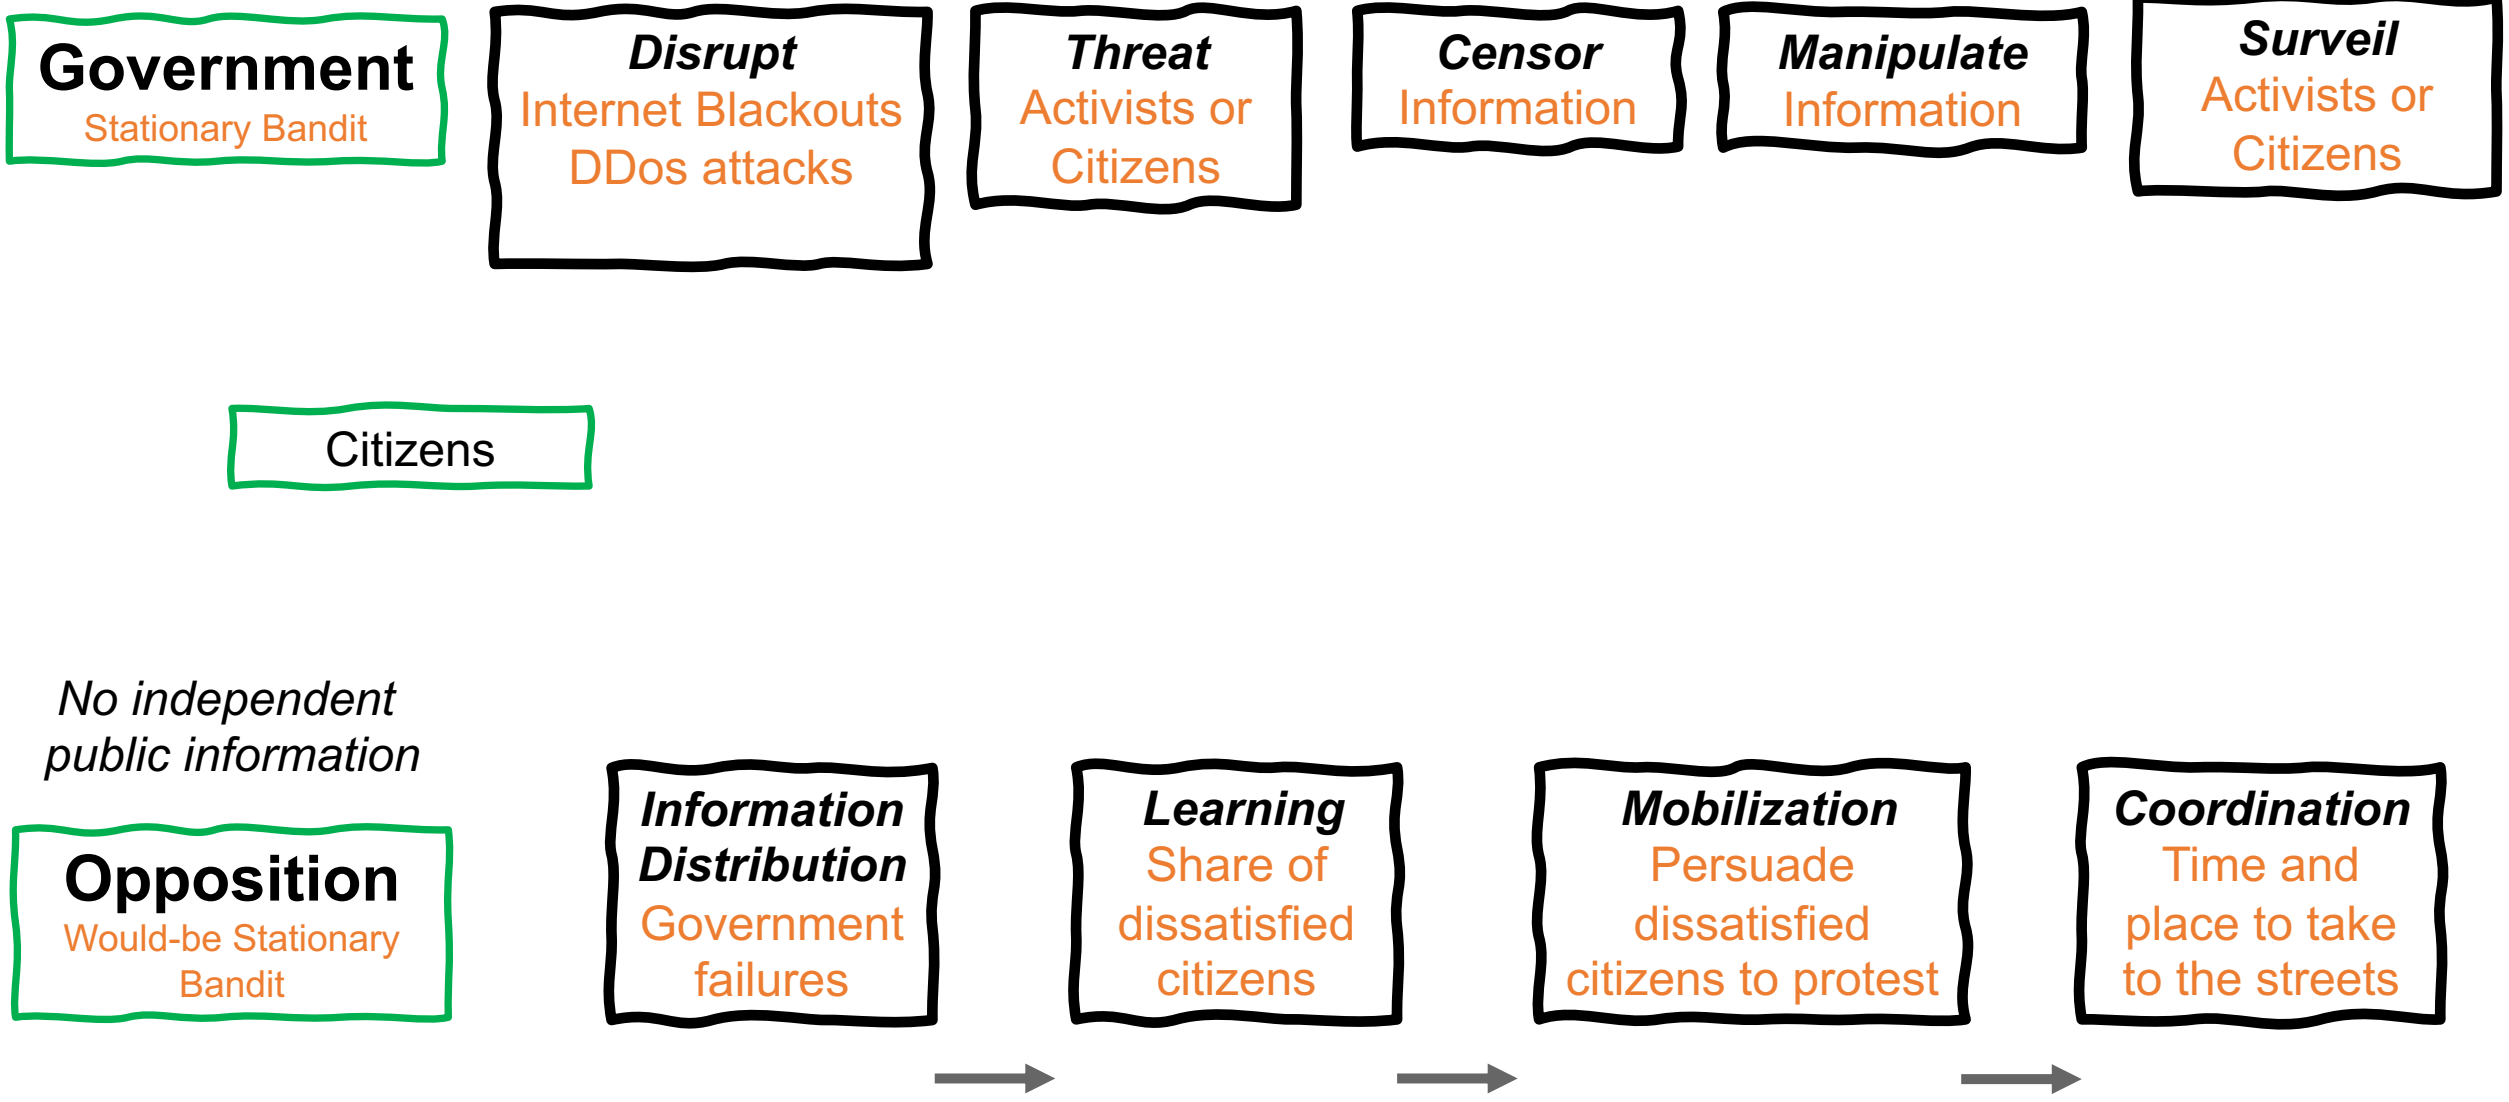 Government
Stationary Bandit
Disrupt
Internet Blackouts
DDos attacks
Threat
Activists or
Citizens
Censor
Information
Manipulate
Information
Surveil
Activists or
Citizens
Citizens
No independent
public information
Opposition
Would-be Stationary
Bandit
Information
Distribution
Government
failures
Learning
Share of
dissatisfied
citizens
Mobilization
Persuade
dissatisfied
citizens to protest
Coordination
Time and
place to take
to the streets